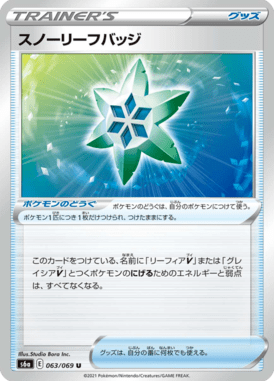 TRAINER'S
グッズ
スノーリーフバッジ
ポケモンのどうぐ
ポケモンのどうぐは、自分のポケモンにつけて使う。
ポケモン1匹につき1枚だけつけられ、つけたままにする。
このカードをつけている、名前に「リーフィアV」または「グレ
イシアV」とつくポケモンのにげるためのエネルギーと弱点
は、すべてなくなる。
Illus. Studio Bora Inc.
s6a E 063/069 U
グッズは、自分の番に何枚でも使える。
©2021 Pokémon/Nintendo/Creatures/GAME FREAK.